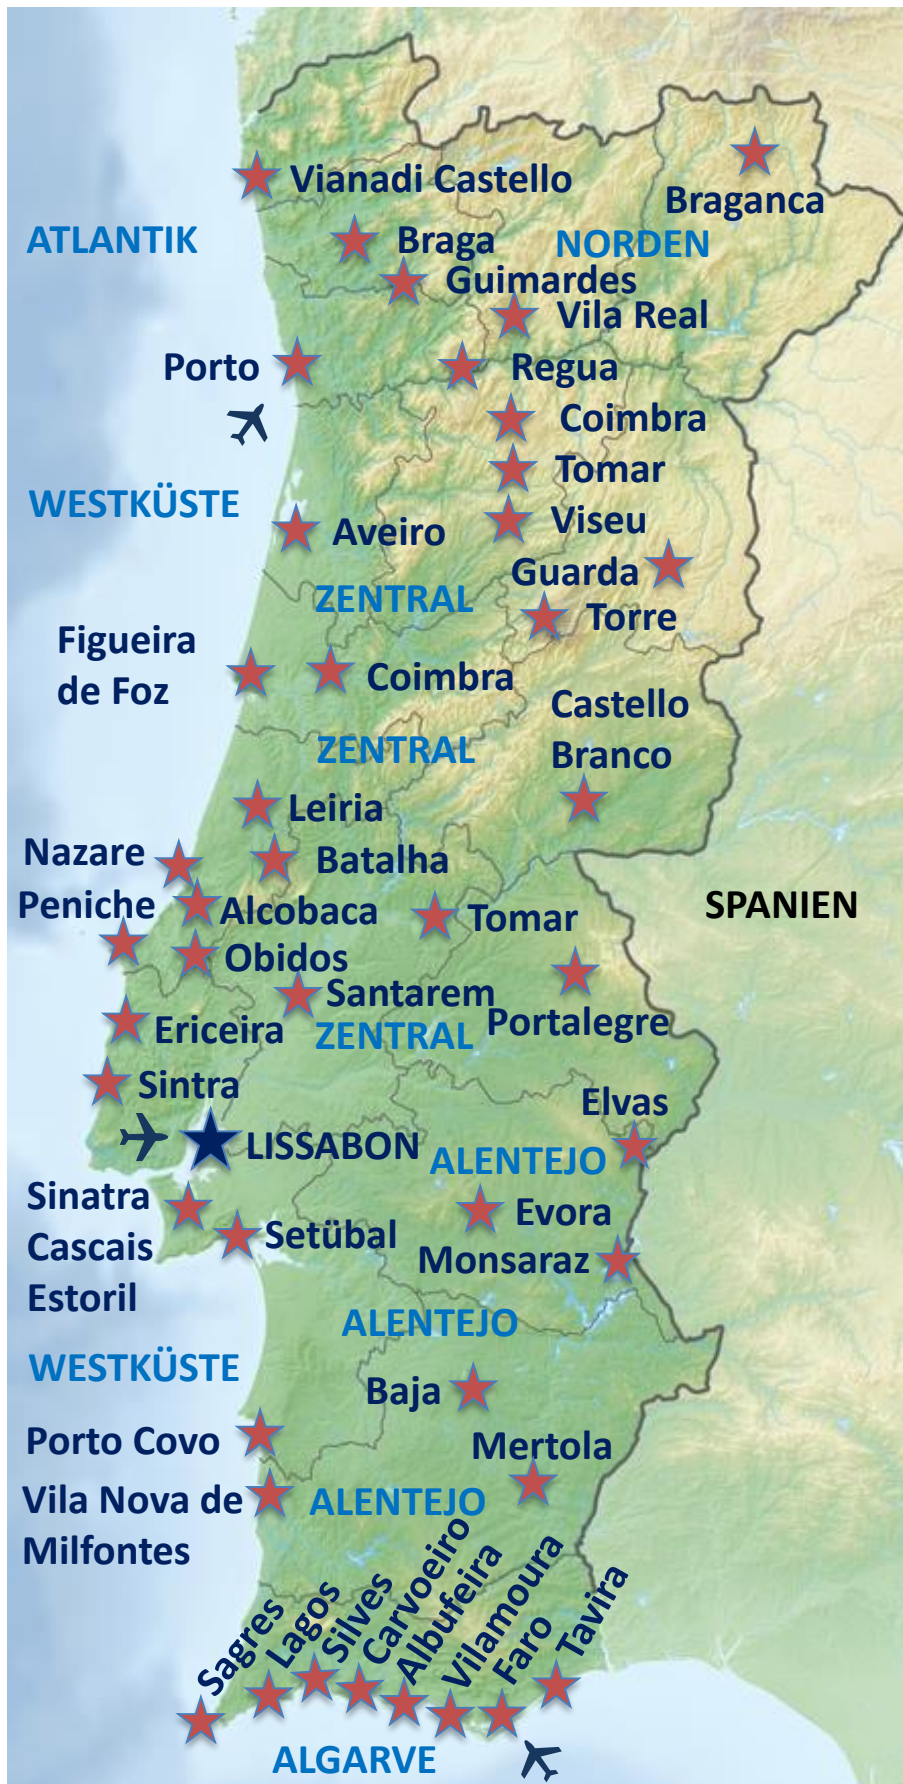 Vianadi Castello
Braganca
ATLANTIK
Braga
NORDEN
Guimardes
Vila Real
Porto
Regua
Coimbra
Tomar
WESTKÜSTE
Viseu
Aveiro
Guarda
ZENTRAL
Torre
Figueira
de Foz
Coimbra
Castello
Branco
ZENTRAL
Leiria
Nazare
Batalha
Peniche
Alcobaca
Tomar
SPANIEN
Obidos
Santarem
Portalegre
Ericeira
ZENTRAL
Sintra
Elvas
LISSABON
ALENTEJO
Sinatra
Cascais
Estoril
Evora
Setübal
Monsaraz
ALENTEJO
WESTKÜSTE
Baja
Porto Covo
Mertola
Vila Nova de
Milfontes
ALENTEJO
Sagres
Lagos
Silves
Carvoeiro
Albufeira
Vilamoura
Faro
Tavira
ALGARVE